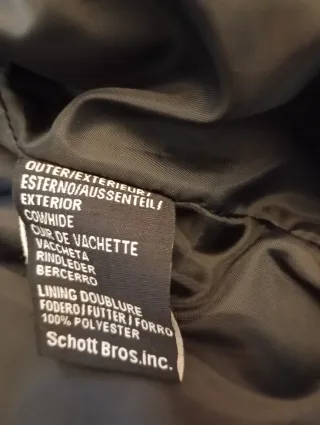 OUTER/EXTERIEUR/
ESTERNO/AUSSENTEIL/
EXTERIOR
COWHIDE
CUIR DE VACHETTE
VACCHETA
RINDLEDER
BERCERRO
LINING DOUBLURE
FODERO/FUTTER/FORRO
100% POLYESTER
Schott Bros.inc.